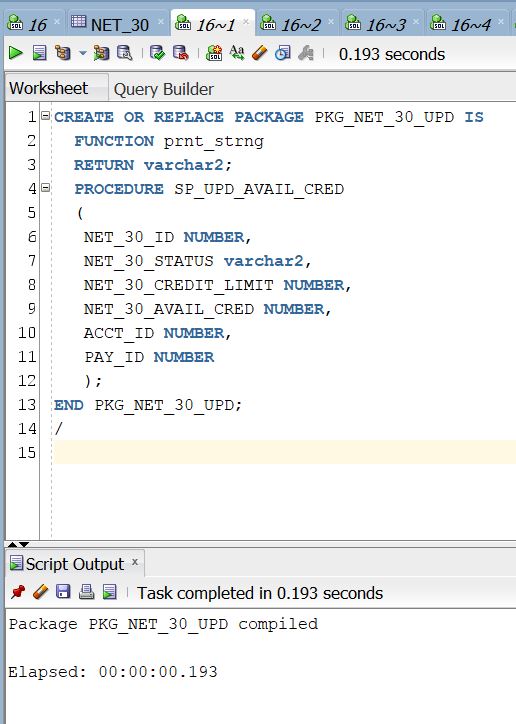 16 NET_30 16~1 16~2 16~3 16~4
0.193 seconds
Worksheet Query Builder
1 CREATE OR REPLACE PACKAGE PKG_NET_30_UPD IS
2 FUNCTION prnt_strng
3 RETURN varchar2;
4 PROCEDURE SP_UPD_AVAIL_CRED
5 (
6 NET_30_ID NUMBER,
7 NET_30_STATUS varchar2,
8 NET_30_CREDIT_LIMIT NUMBER,
9 NET_30_AVAIL_CRED NUMBER,
10 ACCT_ID NUMBER,
11 PAY_ID NUMBER
12 );
13 END PKG_NET_30_UPD;
14 /
15
Script Output x
Task completed in 0.193 seconds
Package PKG_NET_30_UPD compiled
Elapsed: 00:00:00.193